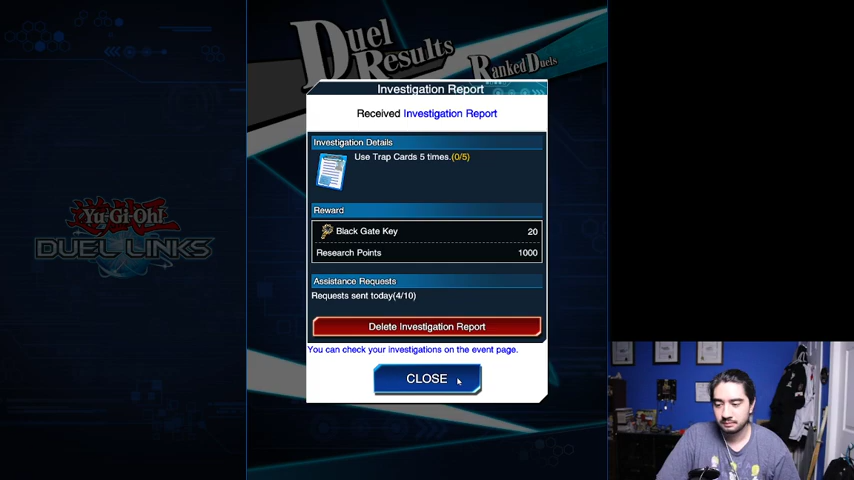 Duel
Results
Ranked Duels
Investigation Report
Received Investigation Report
Investigation Details
Use Trap Cards 5 times.(0/5)
Reward
Black Gate Key 20
Research Points 1000
Assistance Requests
Requests sent today(4/10)
Delete Investigation Report
You can check your investigations on the event page.
CLOSE
Yu-Gi-Oh!
DUEL LINKS